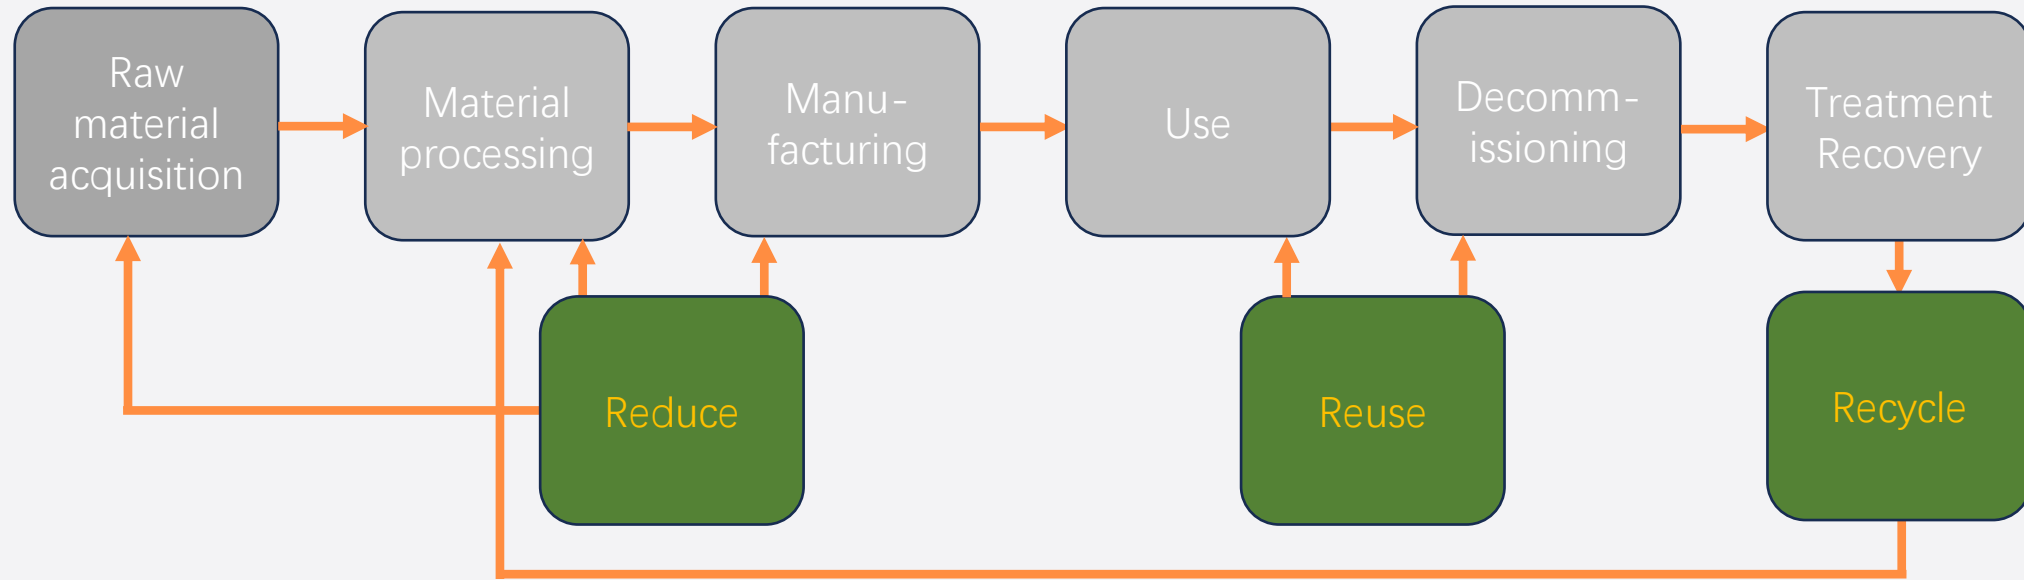 Raw
material
acquisition
Material
processing
Manu-
facturing
Use
Decomm-
issioning
Treatment
Recovery
Reduce
Reuse
Recycle